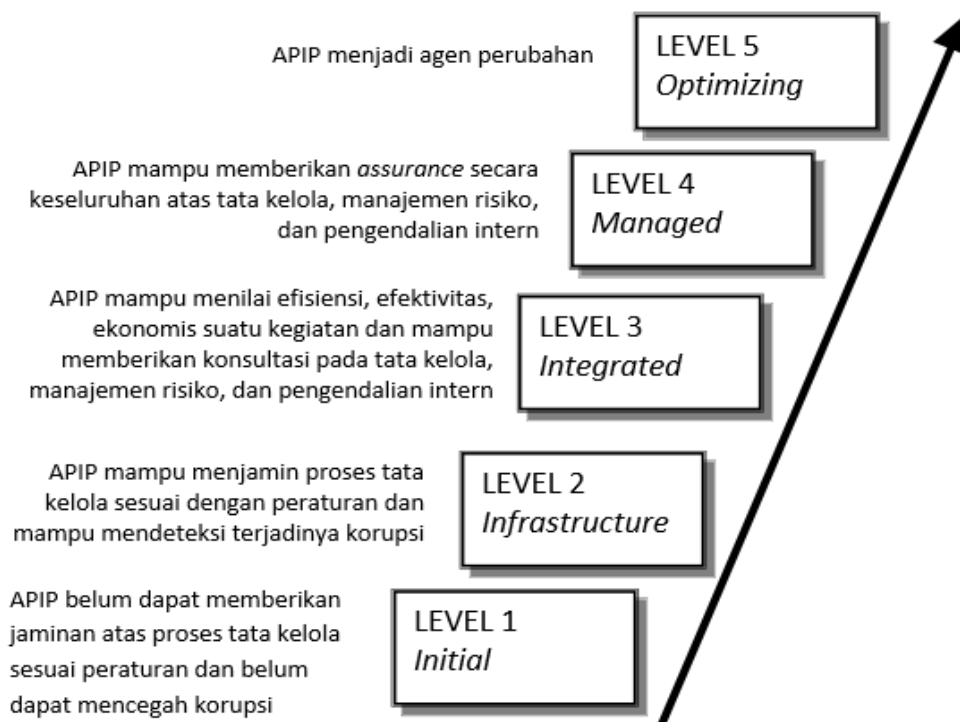 APIP menjadi agen perubahan
LEVEL 5
Optimizing
APIP mampu memberikan assurance secara
keseluruhan atas tata kelola, manajemen risiko,
dan pengendalian intern
LEVEL 4
Managed
APIP mampu menilai efisiensi, efektivitas,
ekonomis suatu kegiatan dan mampu
memberikan konsultasi pada tata kelola,
manajemen risiko, dan pengendalian intern
LEVEL 3
Integrated
APIP mampu menjamin proses tata
kelola sesuai dengan peraturan dan
mampu mendeteksi terjadinya korupsi
LEVEL 2
Infrastructure
APIP belum dapat memberikan
jaminan atas proses tata kelola
sesuai peraturan dan belum
dapat mencegah korupsi
LEVEL 1
Initial